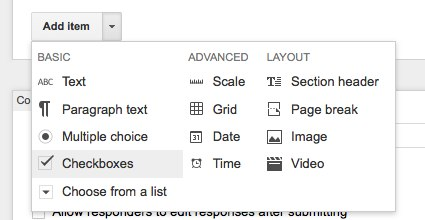 Add item
BASIC
ABC Text
Paragraph text
Multiple choice
Checkboxes
Choose from a list
ADVANCED
Scale
Grid
31 Date
Time
LAYOUT
Section header
Page break
Image
Video
Co
Allow responders to edit responses after submitting